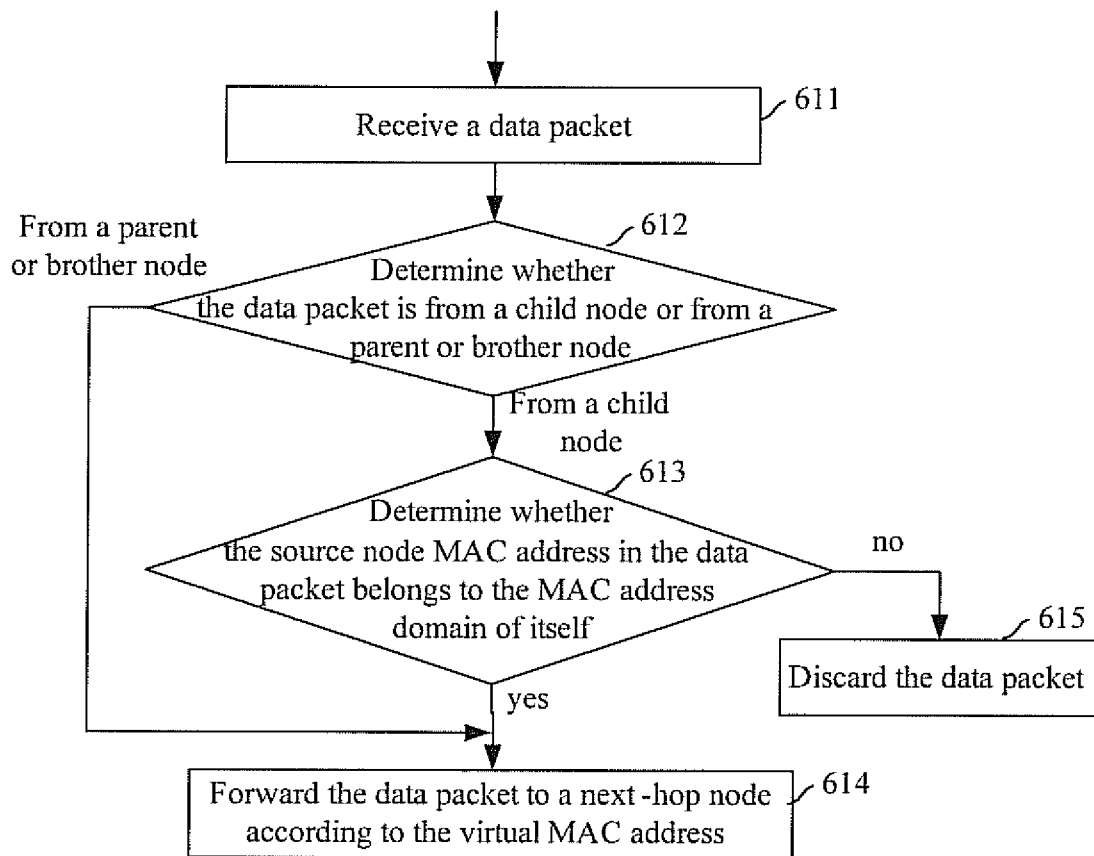 Receive a data packet
611
From a parent
or brother node
612
Determine whether
the data packet is from a child node or from a
parent or brother node
From a child
node
613
Determine whether
the source node MAC address in the data
packet belongs to the MAC address
domain of itself
no
615
Discard the data packet
yes
614
Forward the data packet to a next -hop node
according to the virtual MAC address